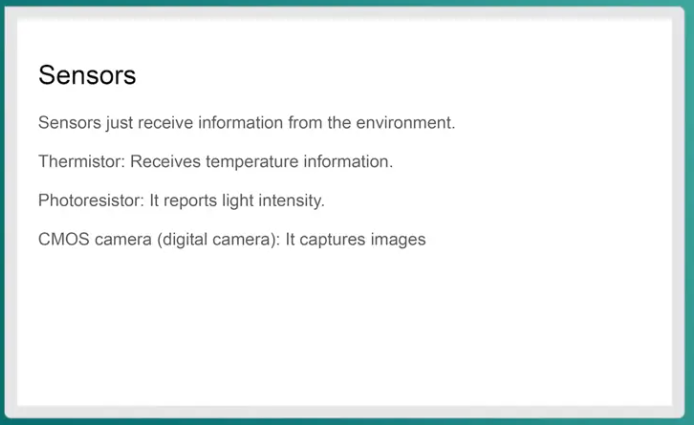 Sensors
Sensors just receive information from the environment.
Thermistor: Receives temperature information.
Photoresistor: It reports light intensity.
CMOS camera (digital camera): It captures images